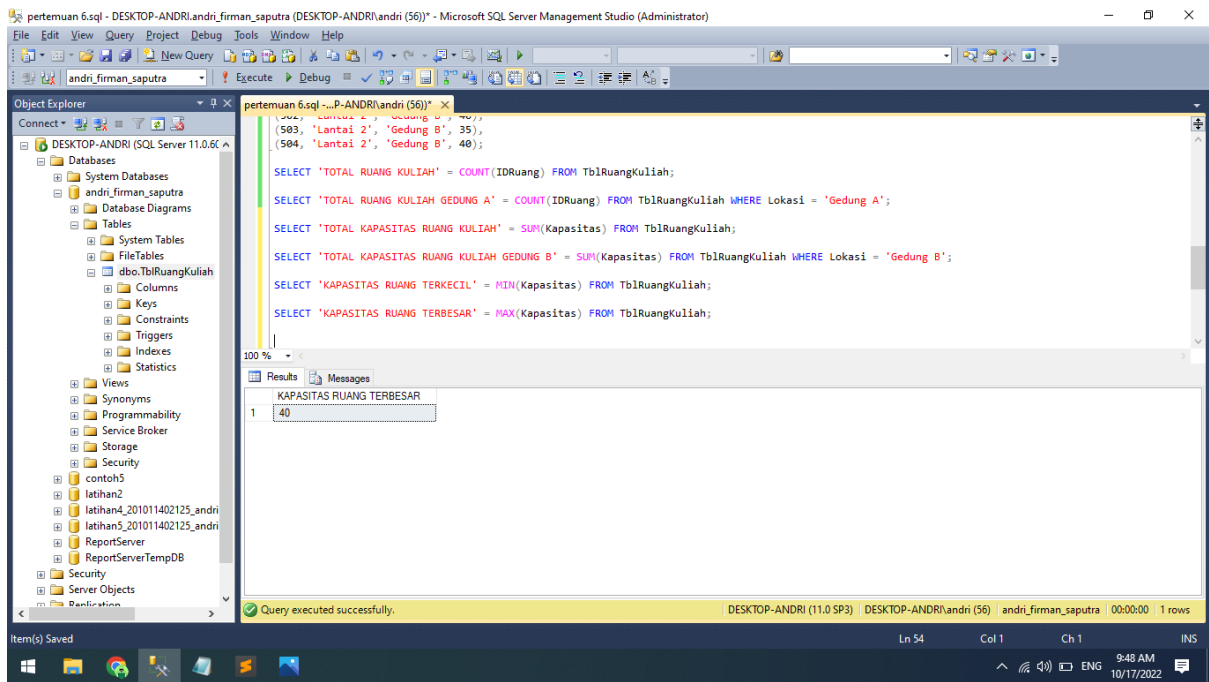 pertemuan 6.sql - DESKTOP-ANDRI.andri_firman_saputra (DESKTOP-ANDRI\andri (56))* - Microsoft SQL Server Management Studio (Administrator)
File Edit View Query Project Debug Tools Window Help
New Query
andri_firman_saputra Execute Debug
Object Explorer
Connect
DESKTOP-ANDRI (SQL Server 11.0.60
Databases
System Databases
andri_firman_saputra
Database Diagrams
Tables
System Tables
FileTables
dbo.TblRuangKuliah
Columns
Keys
Constraints
Triggers
Indexes
Statistics
Views
Synonyms
Programmability
Service Broker
Storage
Security
contoh5
latihan2
latihan4_201011402125_andri
latihan5_201011402125_andri
ReportServer
ReportServerTempDB
Security
Server Objects
Replication
pertemuan 6.sql -...P-ANDRI\andri (56))*
(502, 'Lantai 2', 'Gedung B', 40),
(503, 'Lantai 2', 'Gedung B', 35),
(504, 'Lantai 2', 'Gedung B', 40);
SELECT 'TOTAL RUANG KULIAH' = COUNT(IDRuang) FROM TblRuangKuliah;
SELECT 'TOTAL RUANG KULIAH GEDUNG A' = COUNT(IDRuang) FROM TblRuangKuliah WHERE Lokasi = 'Gedung A';
SELECT 'TOTAL KAPASITAS RUANG KULIAH' = SUM(Kapasitas) FROM TblRuangKuliah;
SELECT 'TOTAL KAPASITAS RUANG KULIAH GEDUNG B' = SUM(Kapasitas) FROM TblRuangKuliah WHERE Lokasi = 'Gedung B';
SELECT 'KAPASITAS RUANG TERKECIL' = MIN(Kapasitas) FROM TblRuangKuliah;
SELECT 'KAPASITAS RUANG TERBESAR' = MAX(Kapasitas) FROM TblRuangKuliah;
100 %
Results Messages
KAPASITAS RUANG TERBESAR
1 40
Query executed successfully. DESKTOP-ANDRI (11.0 SP3) DESKTOP-ANDRI\andri (56) andri_firman_saputra 00:00:00 1 rows
Item(s) Saved Ln 54 Col 1 Ch 1 INS
ENG 9:48 AM
10/17/2022